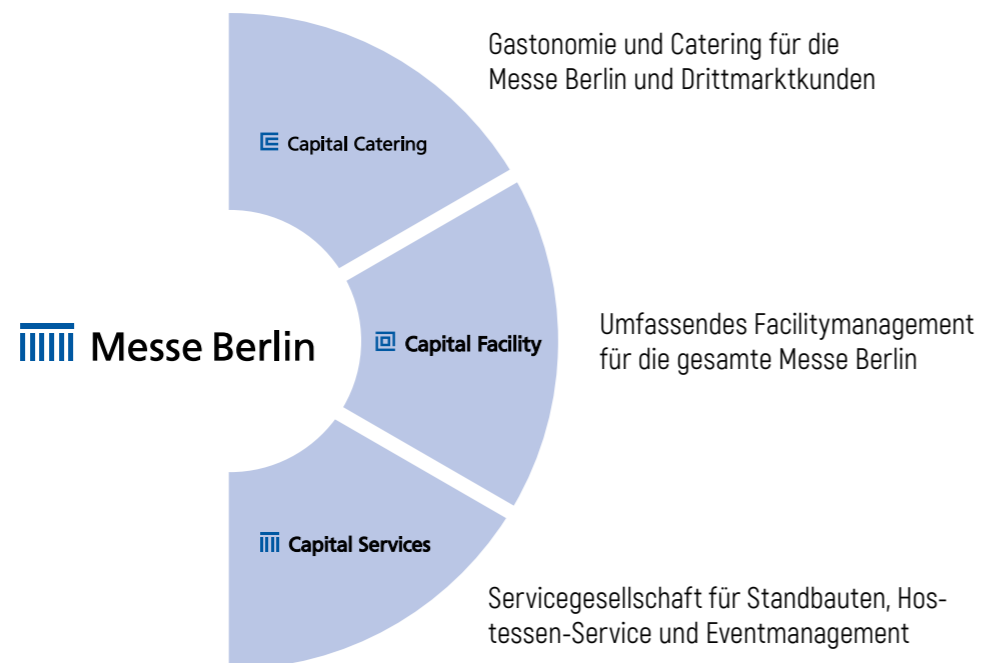 Gastonomie und Catering für die
Messe Berlin und Drittmarktkunden
Capital Catering
Messe Berlin
Capital Facility
Umfassendes Facilitymanagement
für die gesamte Messe Berlin
Capital Services
Servicegesellschaft für Standbauten, Hos-
tessen-Service und Eventmanagement